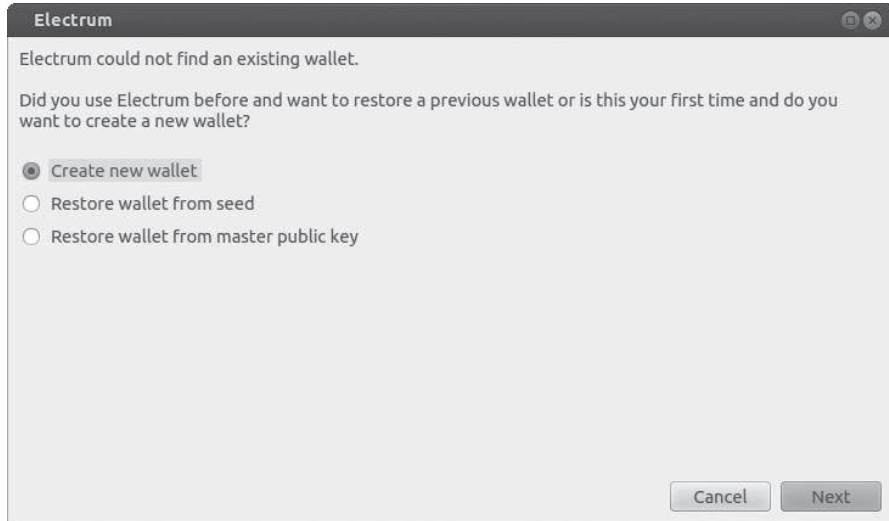 Electrum
Electrum could not find an existing wallet.
Did you use Electrum before and want to restore a previous wallet or is this your first time and do you
want to create a new wallet?
Create new wallet
Restore wallet from seed
Restore wallet from master public key
Cancel
Next